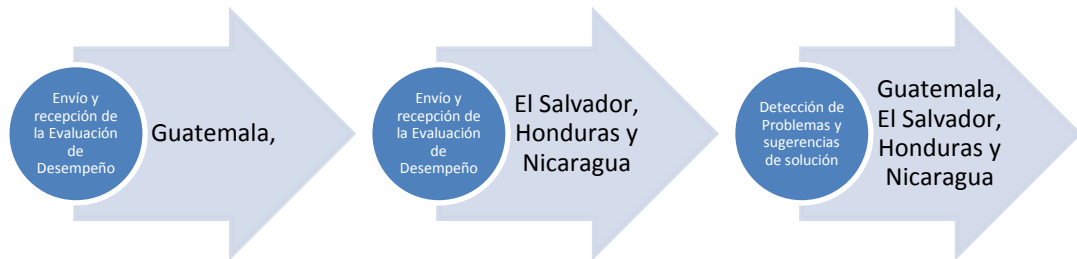 Envío y
recepción de
la Evaluación
de
Desempeño
Guatemala,
Envío y
recepción de
la Evaluación
de
Desempeño
El Salvador,
Honduras y
Nicaragua
Detección de
Problemas y
sugerencias
de solución
Guatemala,
El Salvador,
Honduras y
Nicaragua